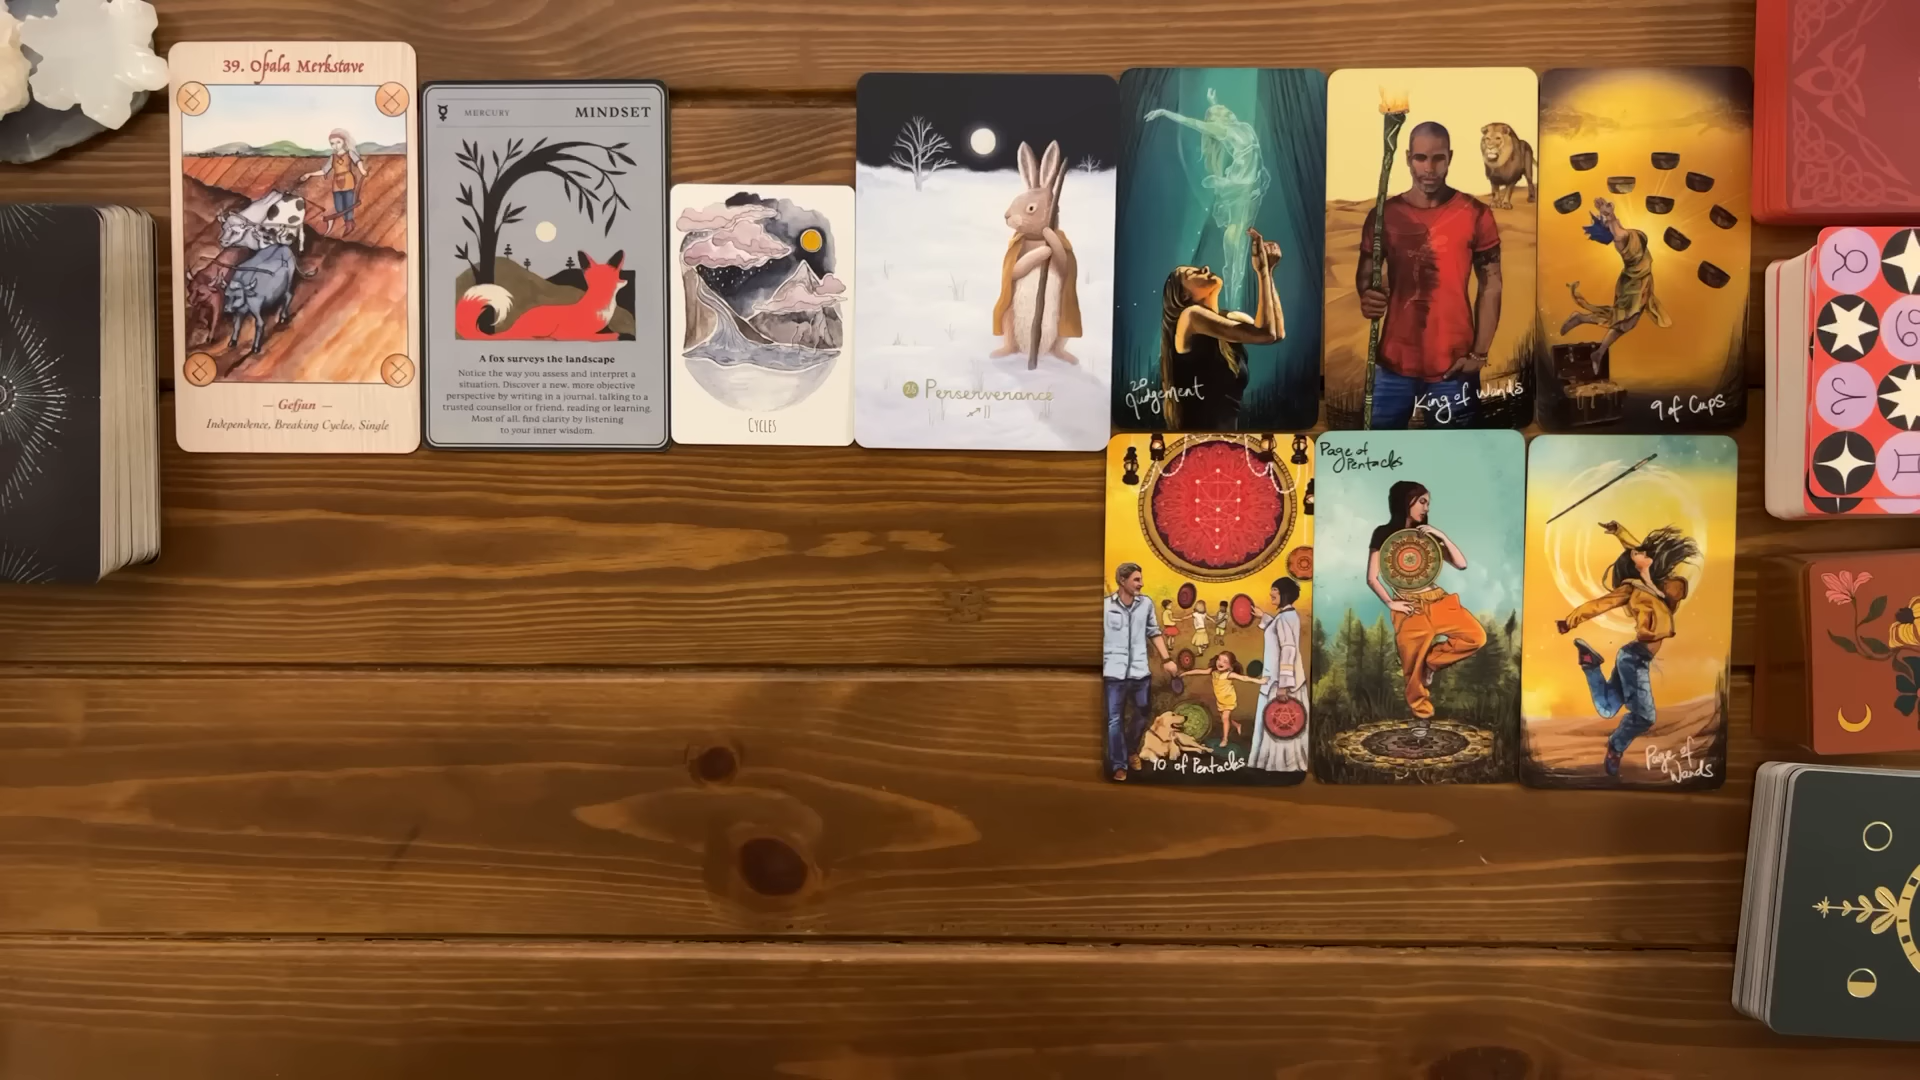 39. Opala Merkstave
— Gefjun —
Independence, Breaking Cycles, Single
MERCURY
MINDSET
A fox surveys the landscape
Notice the way you assess and interpret a
situation. Discover a new, more objective
perspective by writing in a journal, talking to a
trusted counsellor or friend, reading or learning.
Most of all, find clarity by listening
to your inner wisdom.
CYCLES
26 Perserverance
20
Judgement
King of Wands
9 of Cups
10 of Pentacles
Page of
Pentacles
Page of
Wands